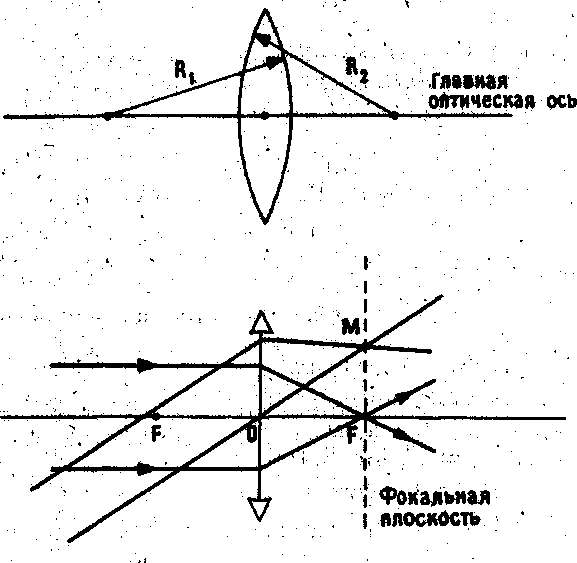 R₁
R₂
Главная
оптическая ось
M
F
O
F
Фокальная
плоскость